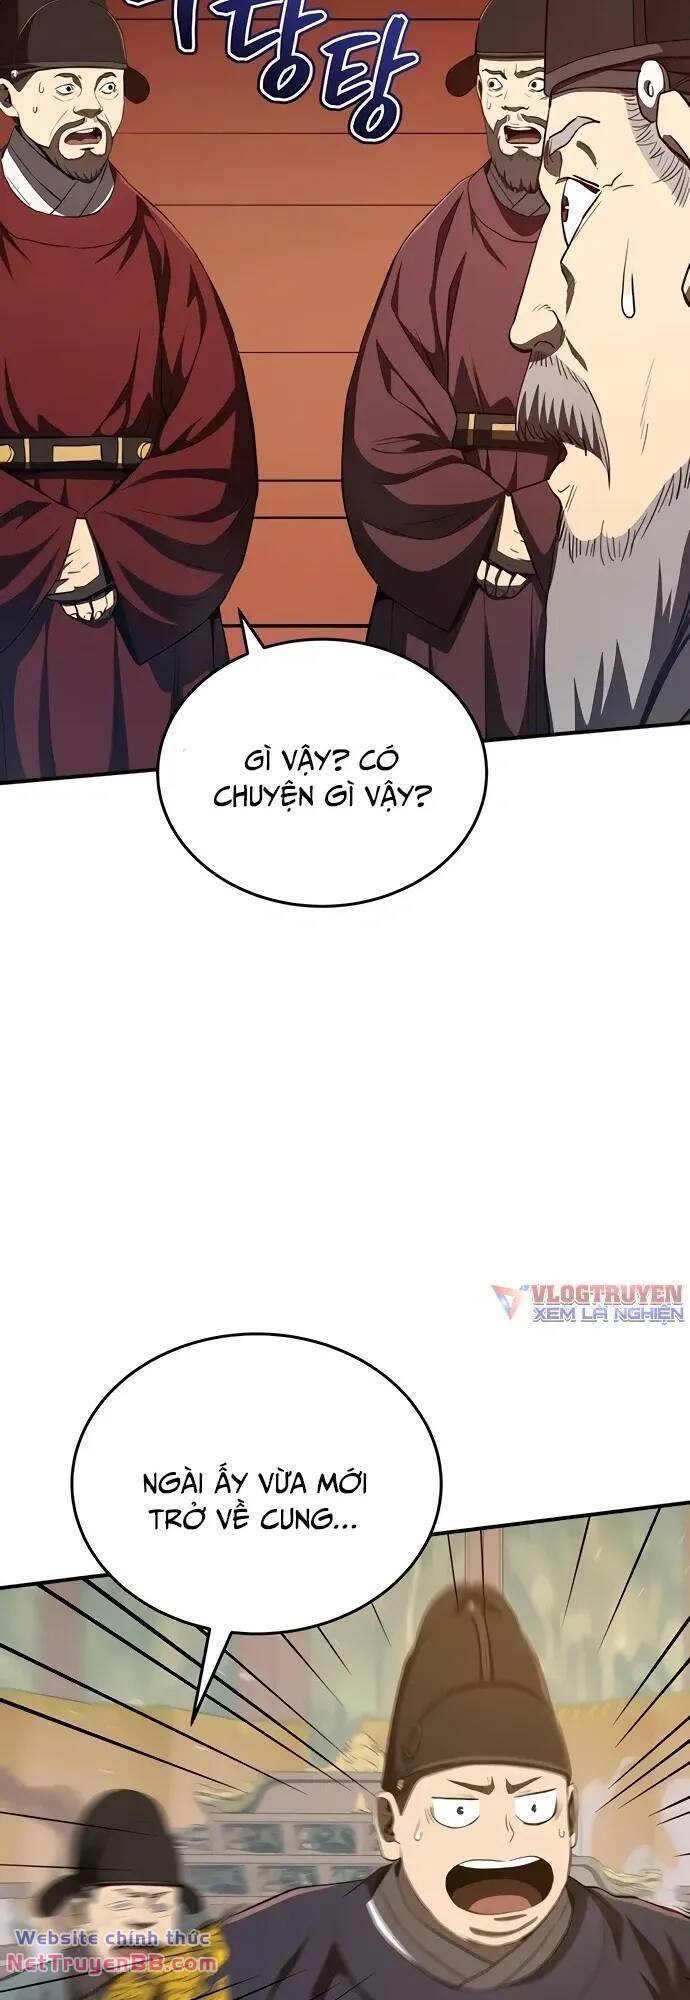 당탕
GÌ VẬY? CÓ
CHUYỆN GÌ VẬY?
VLOGTRUYEN
XEM LÀ NGHIỆN
NGÀI ẤY VỪA MỚI
TRỞ VỀ CUNG...
Website chính thức
NetTruyenBB.com